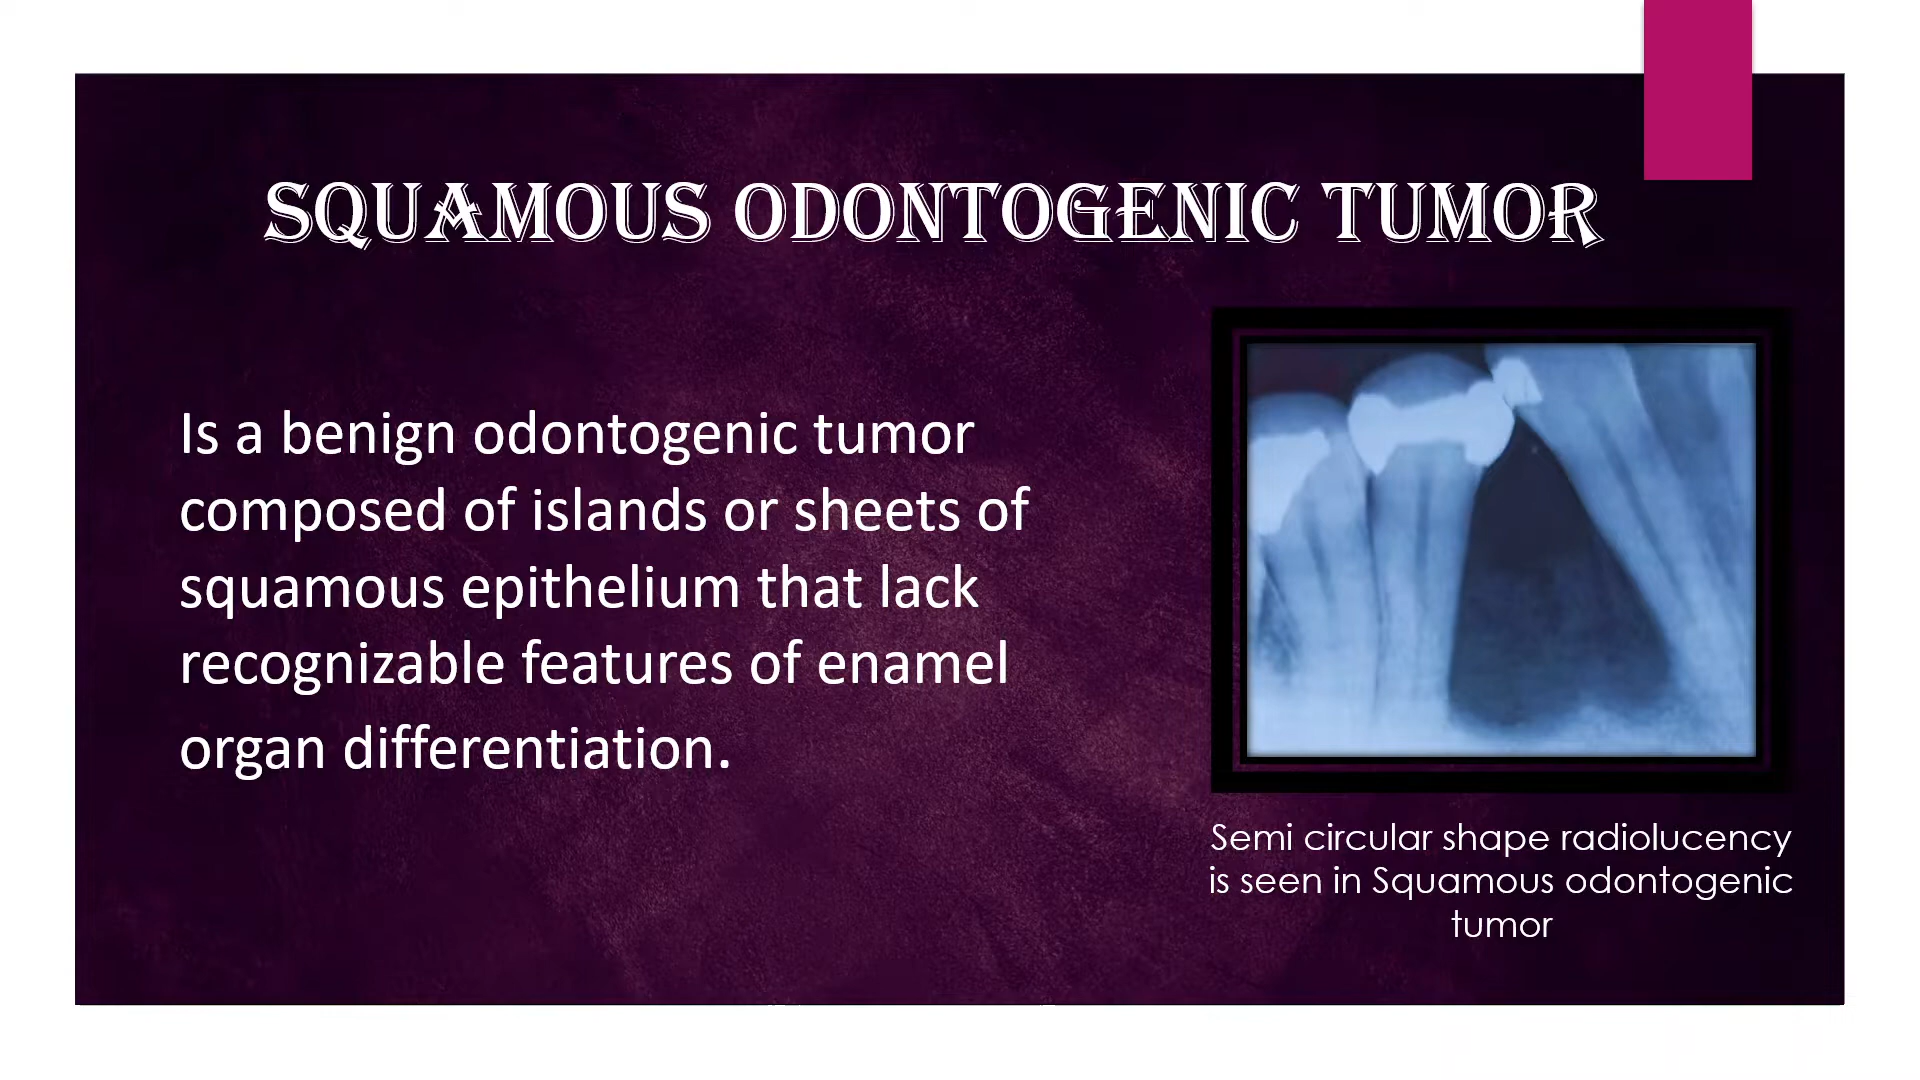 SQUAMOUS ODONTOGENIC TUMOR
Is a benign odontogenic tumor
composed of islands or sheets of
squamous epithelium that lack
recognizable features of enamel
organ differentiation.
Semi circular shape radiolucency
is seen in Squamous odontogenic
tumor